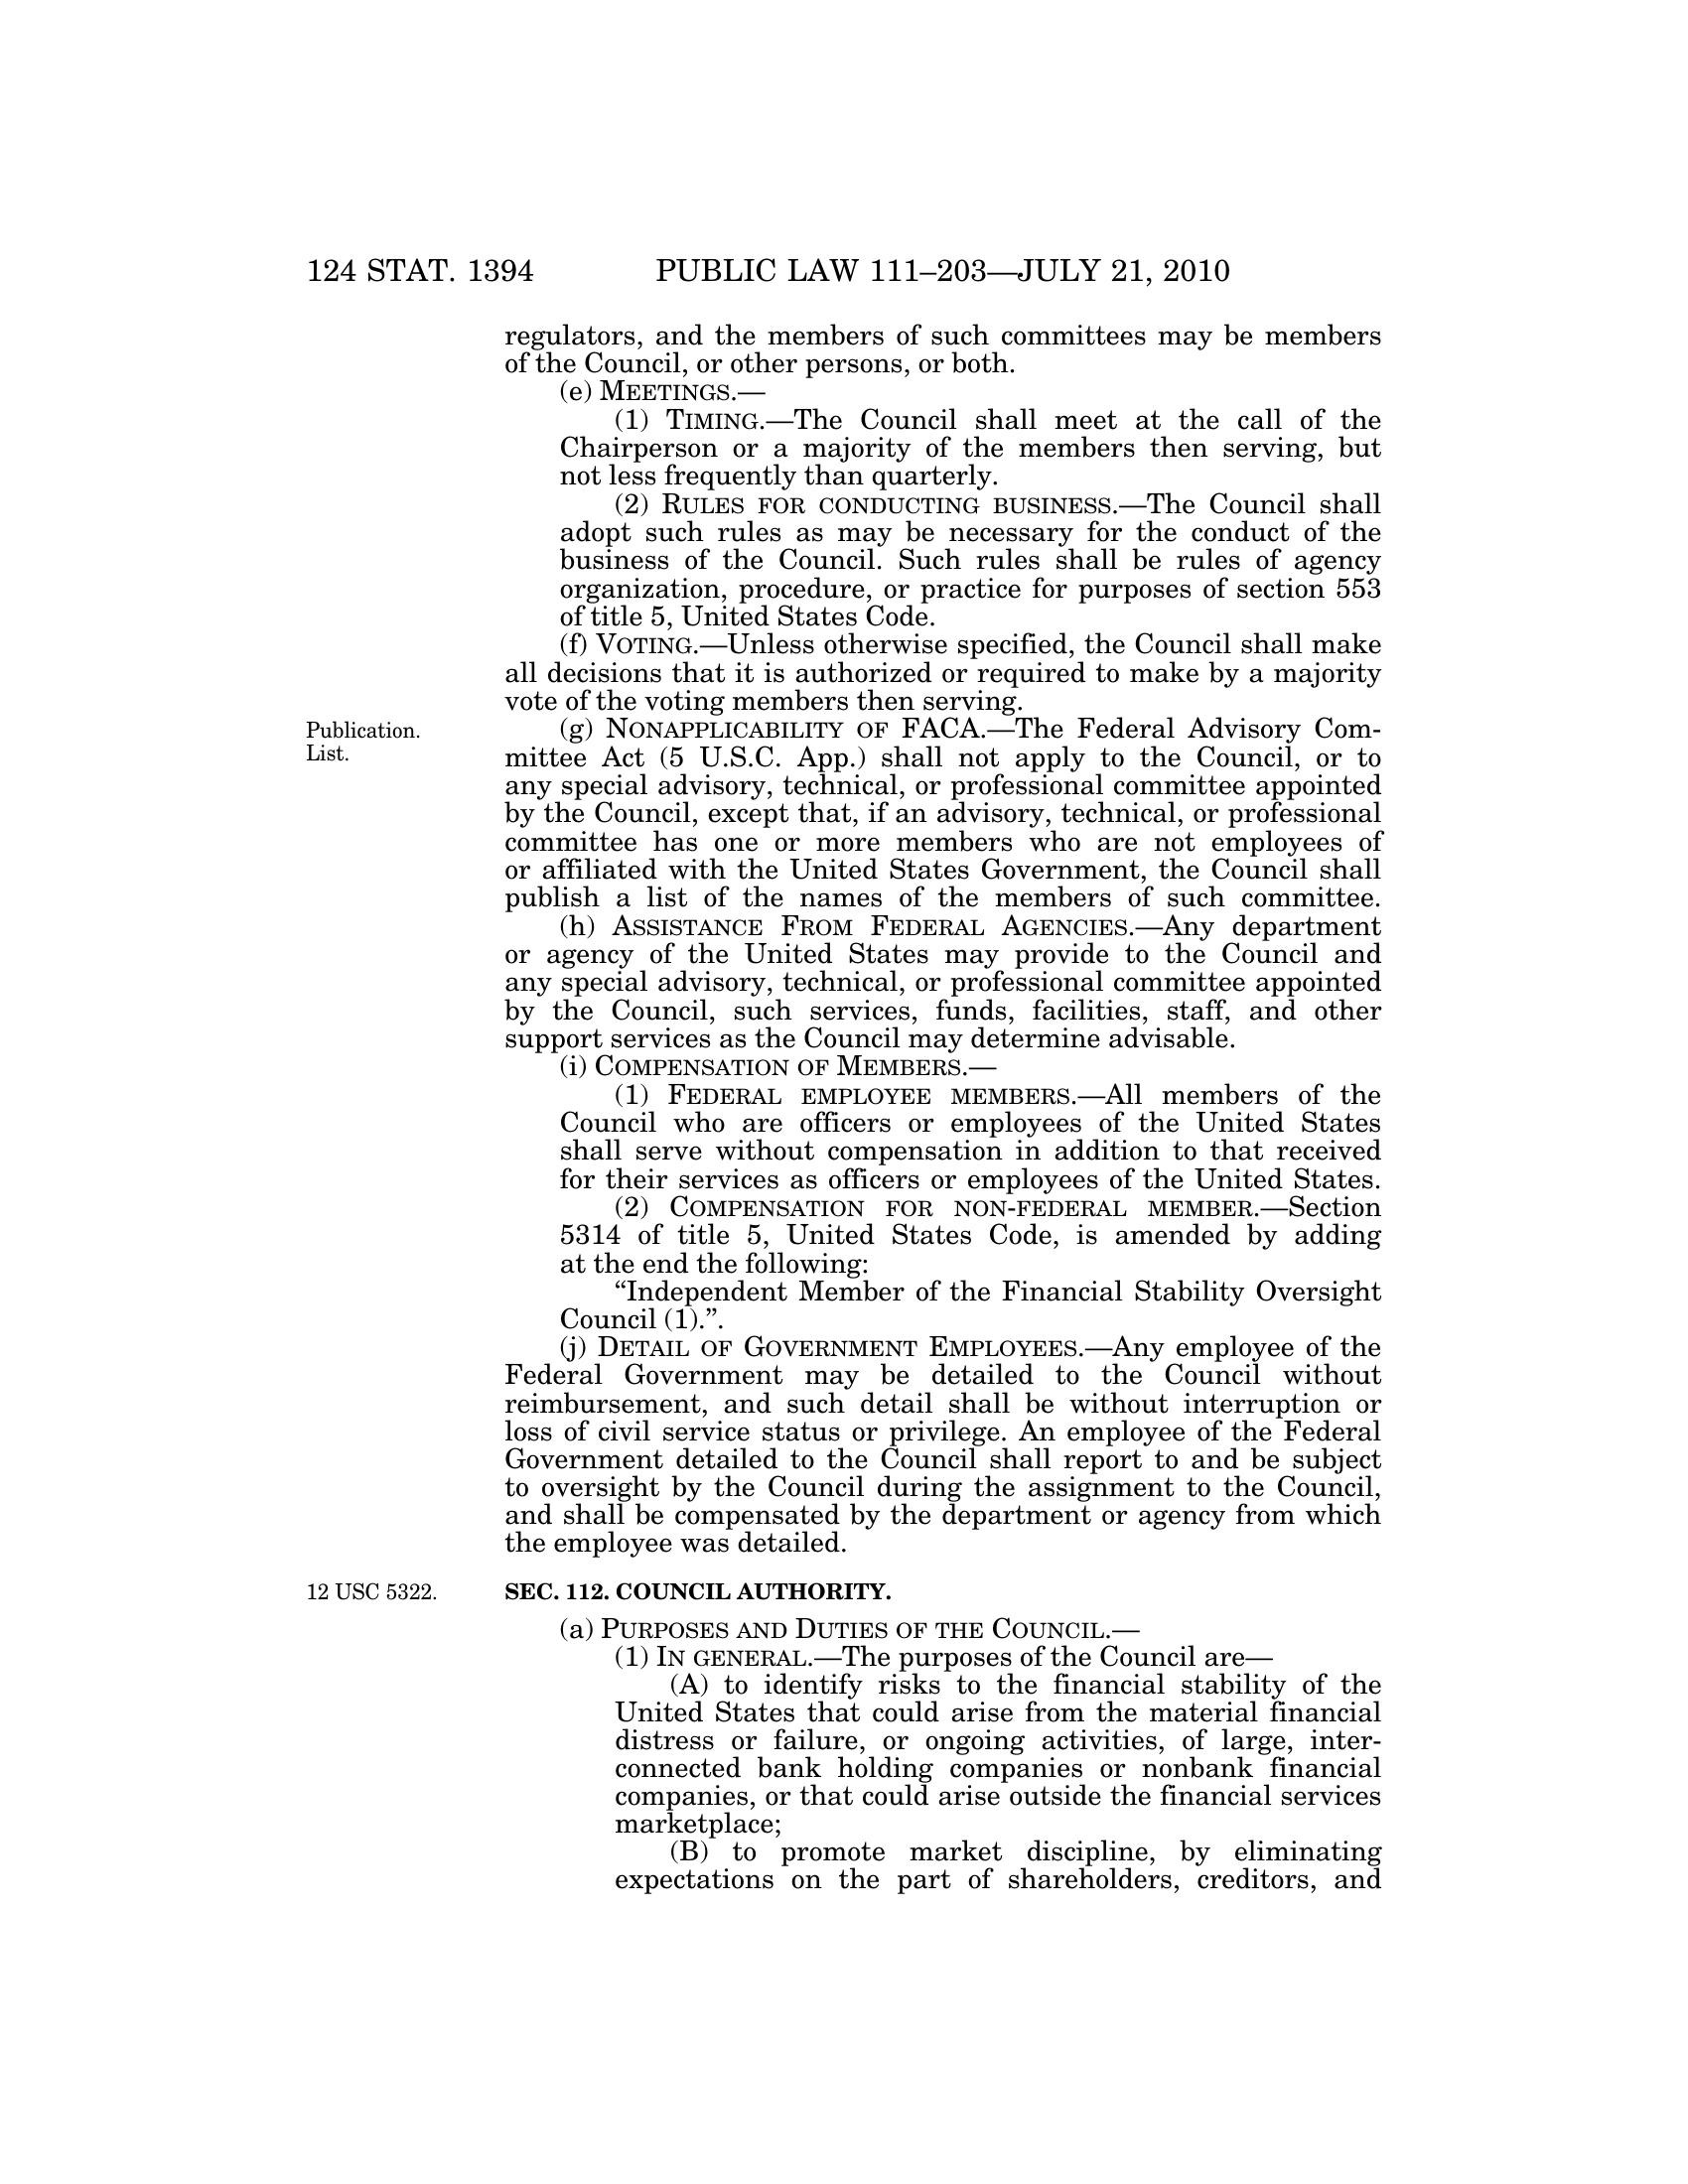 124 STAT. 1394 PUBLIC LAW 111–203—JULY 21, 2010
regulators, and the members of such committees may be members
of the Council, or other persons, or both.
(e) MEETINGS.—
(1) TIMING.—The Council shall meet at the call of the
Chairperson or a majority of the members then serving, but
not less frequently than quarterly.
(2) RULES FOR CONDUCTING BUSINESS.—The Council shall
adopt such rules as may be necessary for the conduct of the
business of the Council. Such rules shall be rules of agency
organization, procedure, or practice for purposes of section 553
of title 5, United States Code.
(f) VOTING.—Unless otherwise specified, the Council shall make
all decisions that it is authorized or required to make by a majority
vote of the voting members then serving.
Publication.
List.
(g) NONAPPLICABILITY OF FACA.—The Federal Advisory Com-
mittee Act (5 U.S.C. App.) shall not apply to the Council, or to
any special advisory, technical, or professional committee appointed
by the Council, except that, if an advisory, technical, or professional
committee has one or more members who are not employees of
or affiliated with the United States Government, the Council shall
publish a list of the names of the members of such committee.
(h) ASSISTANCE FROM FEDERAL AGENCIES.—Any department
or agency of the United States may provide to the Council and
any special advisory, technical, or professional committee appointed
by the Council, such services, funds, facilities, staff, and other
support services as the Council may determine advisable.
(i) COMPENSATION OF MEMBERS.—
(1) FEDERAL EMPLOYEE MEMBERS.—All members of the
Council who are officers or employees of the United States
shall serve without compensation in addition to that received
for their services as officers or employees of the United States.
(2) COMPENSATION FOR NON-FEDERAL MEMBER.—Section
5314 of title 5, United States Code, is amended by adding
at the end the following:
“Independent Member of the Financial Stability Oversight
Council (1).”.
(j) DETAIL OF GOVERNMENT EMPLOYEES.—Any employee of the
Federal Government may be detailed to the Council without
reimbursement, and such detail shall be without interruption or
loss of civil service status or privilege. An employee of the Federal
Government detailed to the Council shall report to and be subject
to oversight by the Council during the assignment to the Council,
and shall be compensated by the department or agency from which
the employee was detailed.
12 USC 5322.
SEC. 112. COUNCIL AUTHORITY.
(a) PURPOSES AND DUTIES OF THE COUNCIL.—
(1) IN GENERAL.—The purposes of the Council are—
(A) to identify risks to the financial stability of the
United States that could arise from the material financial
distress or failure, or ongoing activities, of large, inter-
connected bank holding companies or nonbank financial
companies, or that could arise outside the financial services
marketplace;
(B) to promote market discipline, by eliminating
expectations on the part of shareholders, creditors, and